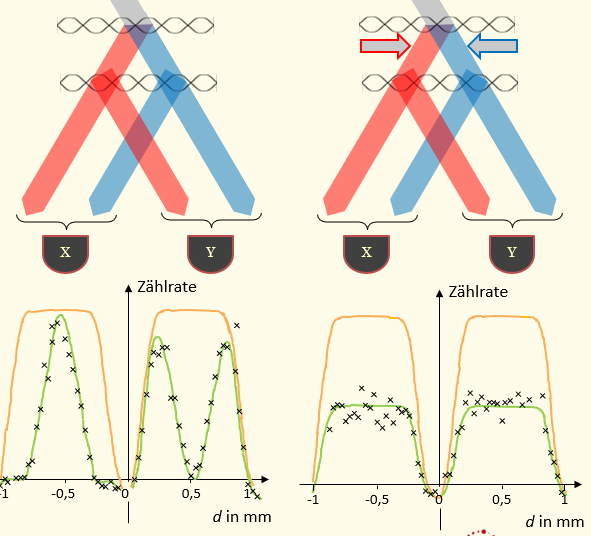 X Y X Y
Zählrate Zählrate
-1 -0,5 0 0,5 1 -1 -0,5 0 0,5 1
d in mm d in mm